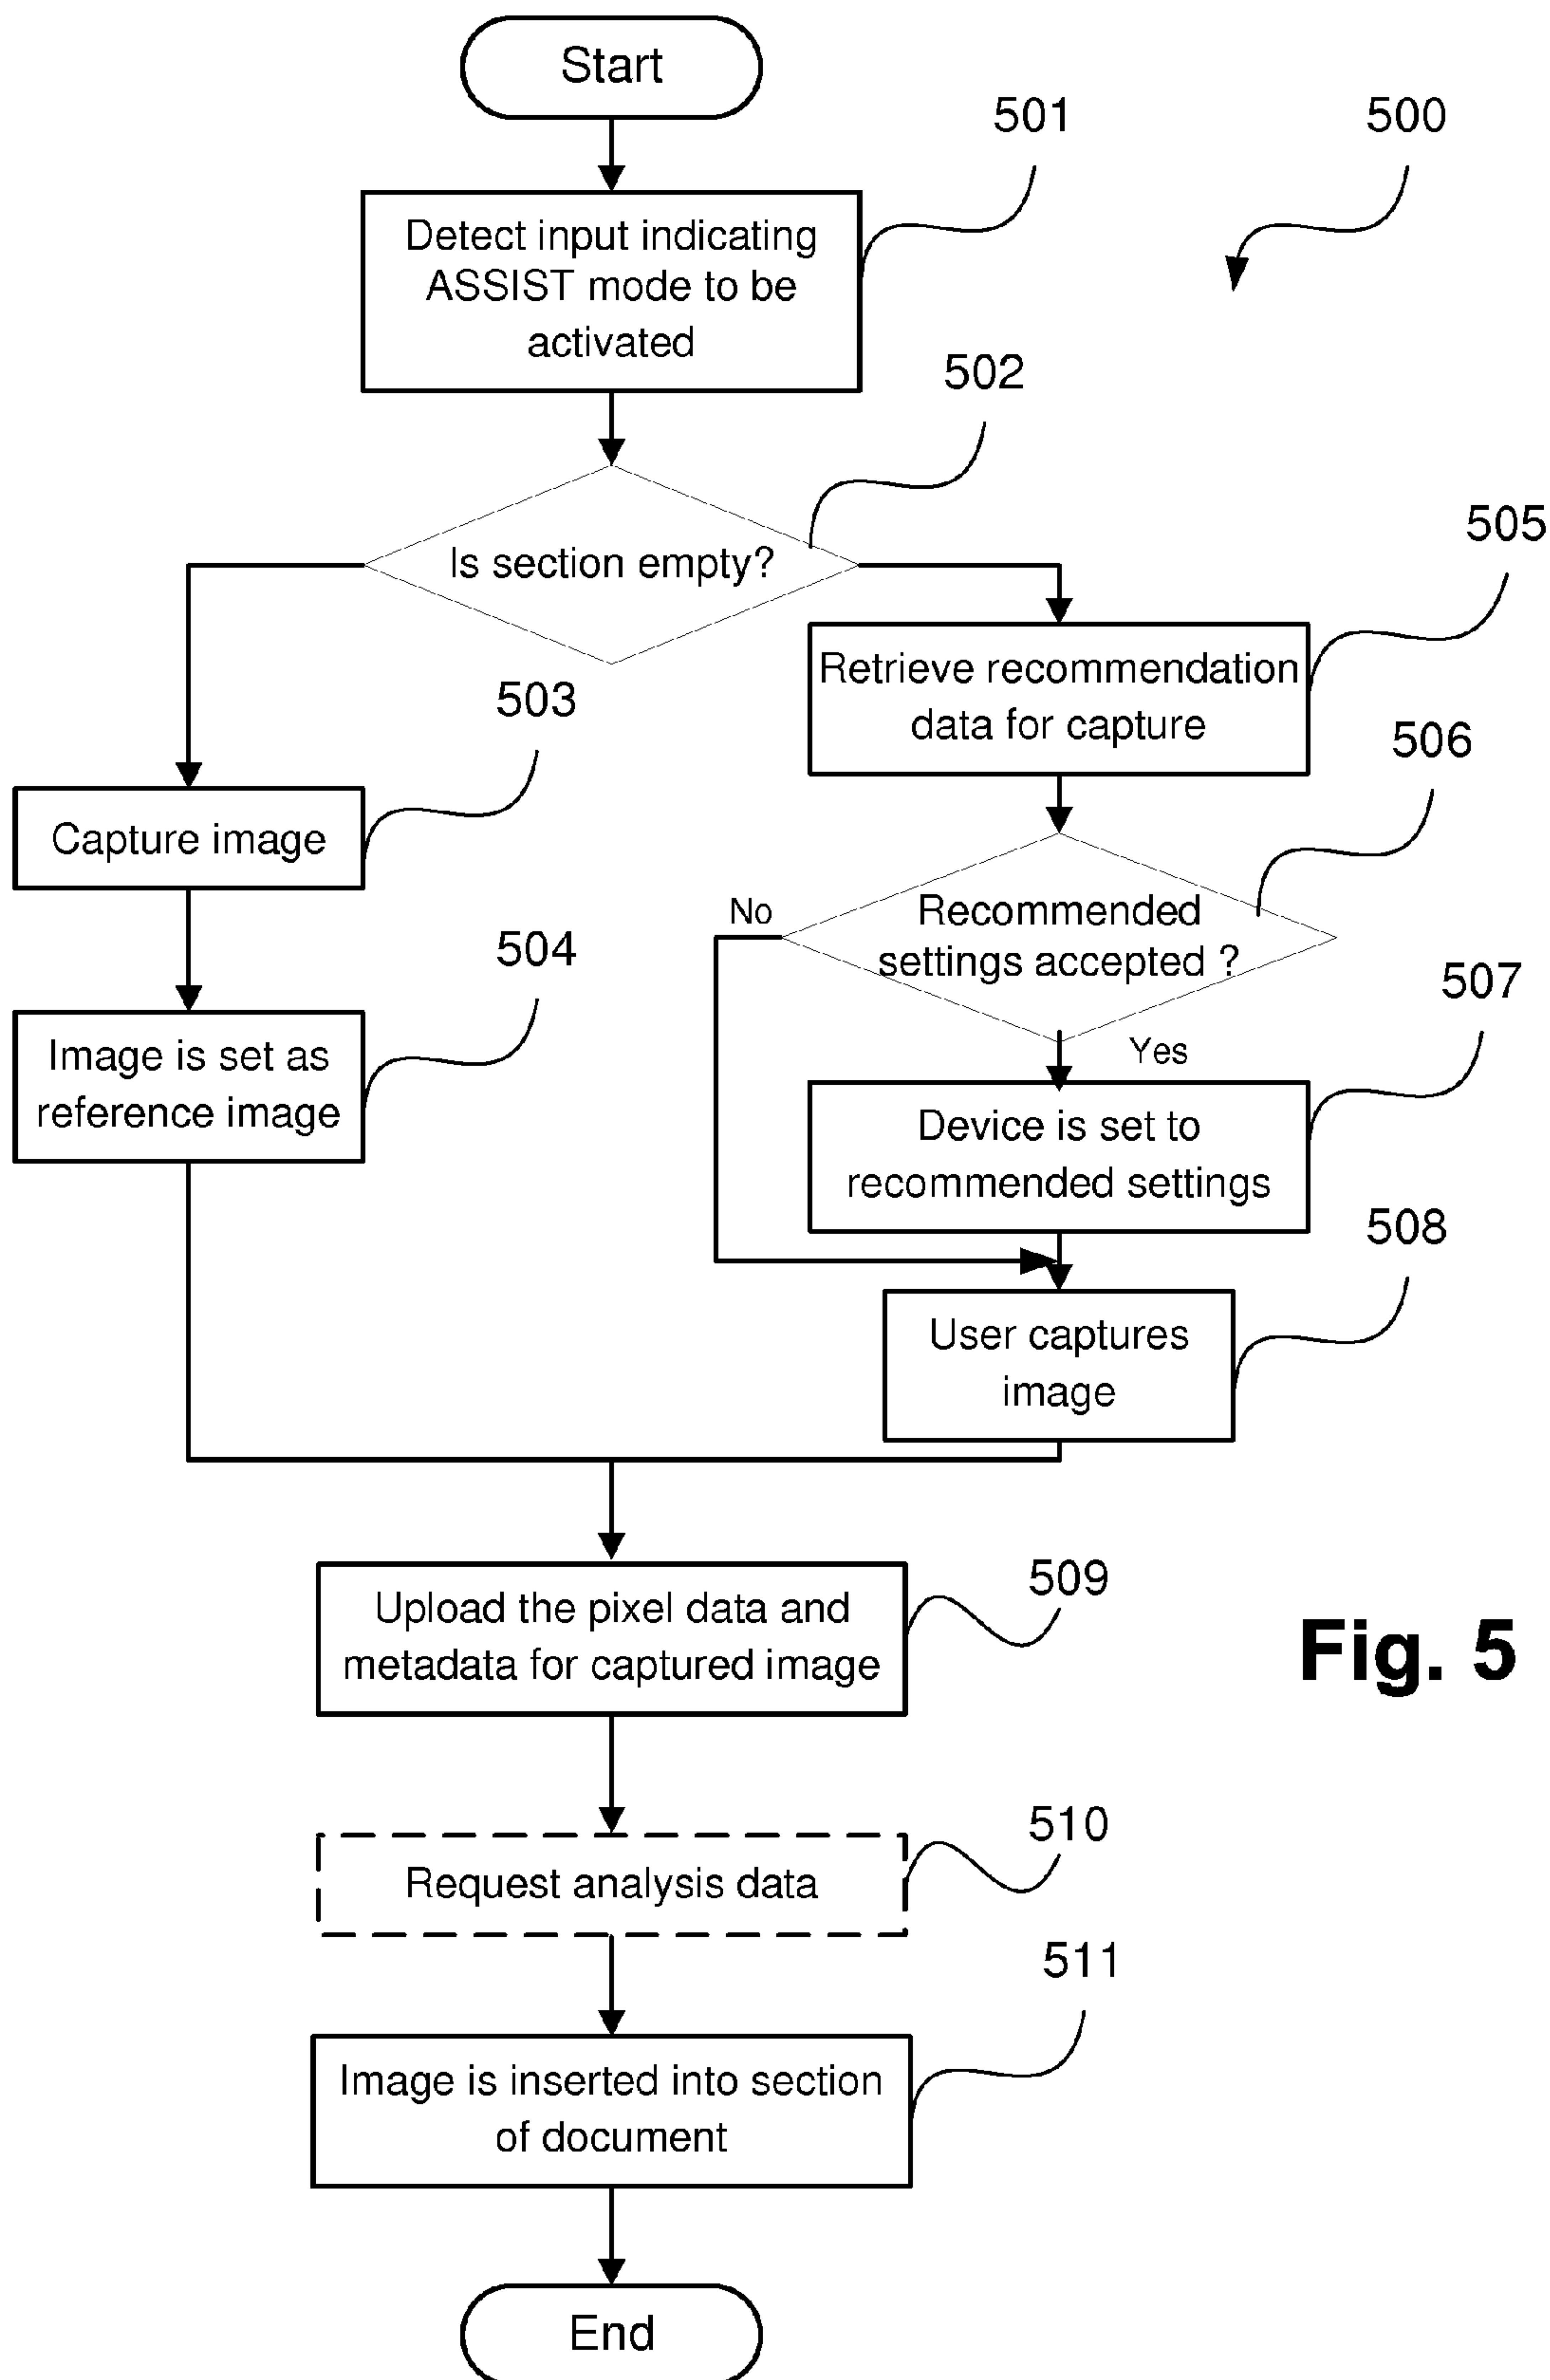 Start
501
500
Detect input indicating
ASSIST mode to be
activated
502
Is section empty?
505
Retrieve recommendation
data for capture
503
506
Capture image
No
Recommended
settings accepted ?
504
507
Image is set as
reference image
Yes
Device is set to
recommended settings
508
User captures
image
509
Upload the pixel data and
metadata for captured image
Fig. 5
510
Request analysis data
511
Image is inserted into section
of document
End